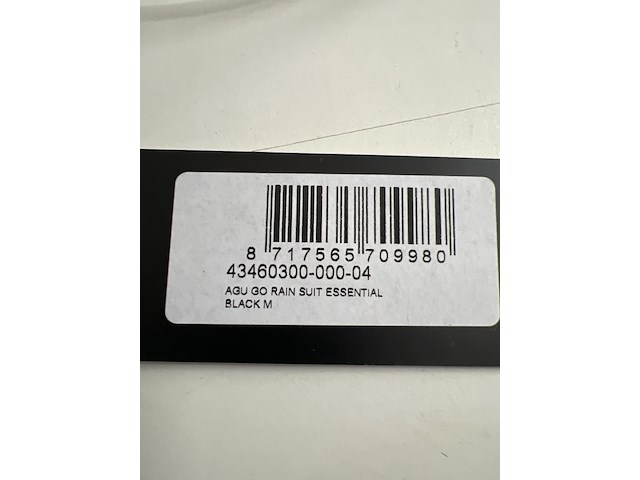 8 717565 709980
43460300-000-04
AGU GO RAIN SUIT ESSENTIAL
BLACK M